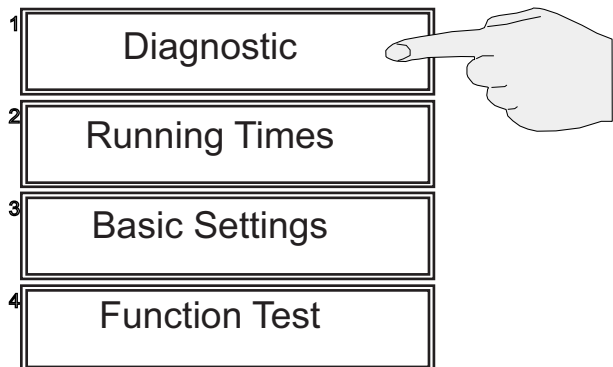 1 Diagnostic
2 Running Times
3 Basic Settings
4 Function Test